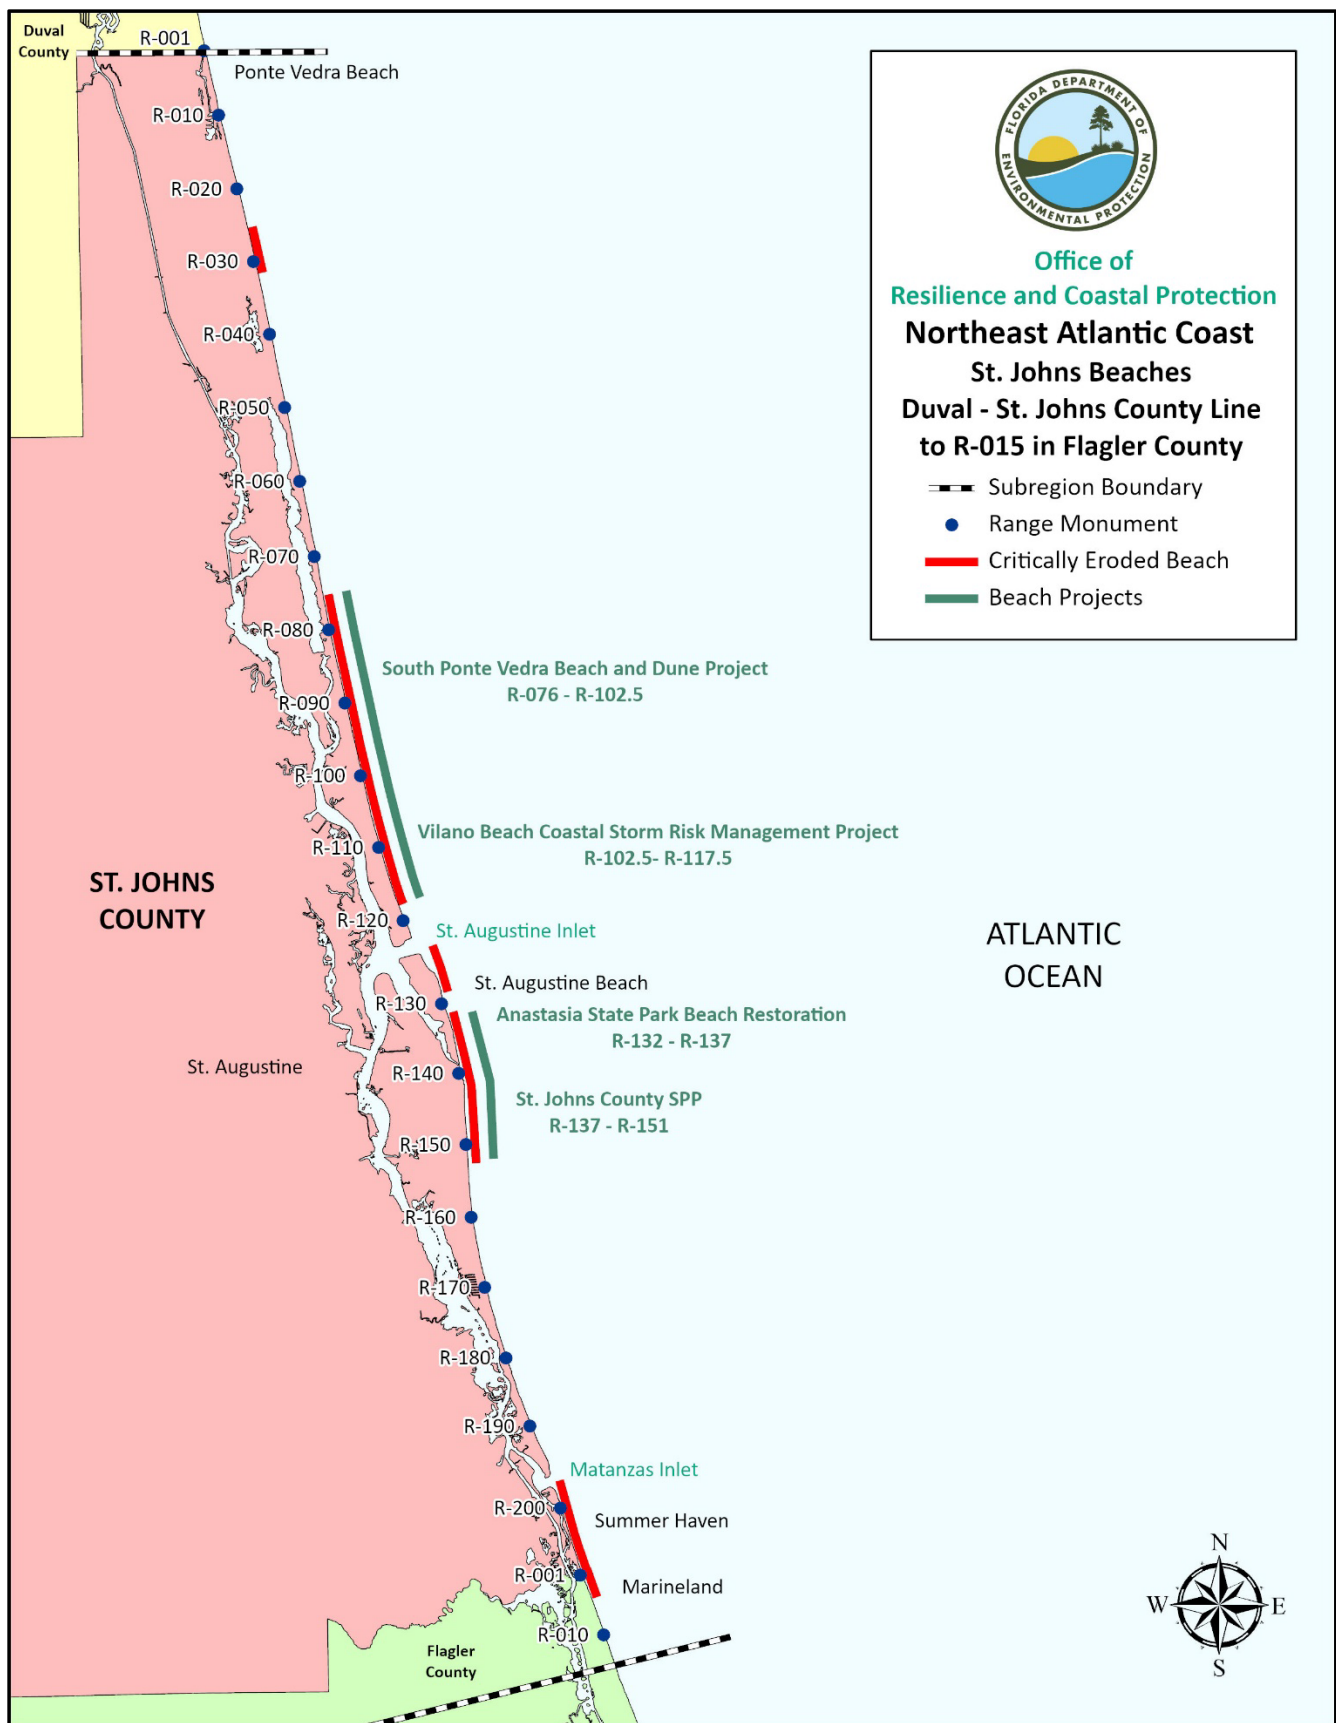 Duval
County
R-001
Ponte Vedra Beach
R-010
R-020
R-030
R-040
R-050
R-060
R-070
R-080
South Ponte Vedra Beach and Dune Project
R-076 - R-102.5
R-090
R-100
Vilano Beach Coastal Storm Risk Management Project
R-102.5- R-117.5
R-110
ST. JOHNS
COUNTY
R-120
St. Augustine Inlet
St. Augustine Beach
R-130
Anastasia State Park Beach Restoration
R-132 - R-137
St. Augustine
R-140
St. Johns County SPP
R-137 - R-151
R-150
R-160
R-170
R-180
R-190
Matanzas Inlet
R-200
Summer Haven
R-001
Marineland
R-010
Flagler
County
ATLANTIC
OCEAN
FLORIDA DEPARTMENT OF
ENVIRONMENTAL PROTECTION
Office of
Resilience and Coastal Protection
Northeast Atlantic Coast
St. Johns Beaches
Duval - St. Johns County Line
to R-015 in Flagler County
Subregion Boundary
Range Monument
Critically Eroded Beach
Beach Projects
N
W
E
S